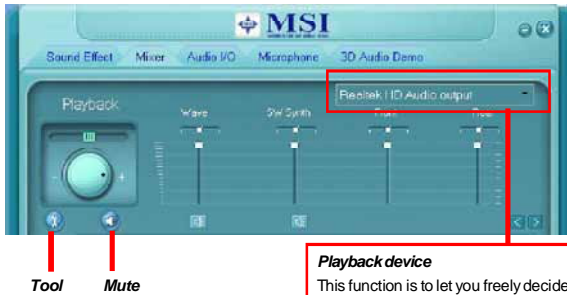 MSI
Sound Effect Mixer Audio I/O Microphone 3D Audio Demo
Realtek HD Audio output
Playback
Wave SW Synth Front Rear
- +
Tool Mute
Playback device
This function is to let you freely decide